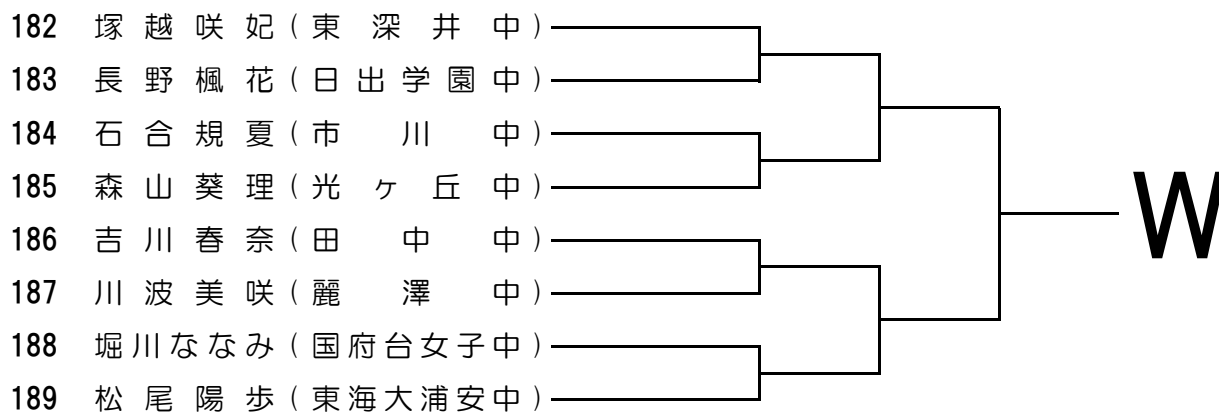 182 塚越咲妃(東深井中)
183 長野楓花(日出学園中)
184 石合規夏(市川中)
185 森山葵理(光ヶ丘中)
W
186 吉川春奈(田中中)
187 川波美咲(麗澤中)
188 堀川ななみ(国府台女子中)
189 松尾陽歩(東海大浦安中)